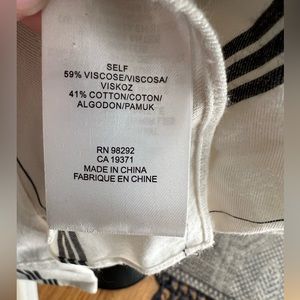 SELF
59% VISCOSE/VISCOSA/
VISKOZ
41% COTTON/COTON/
ALGODON/PAMUK
RN 98292
CA 19371
MADE IN CHINA
FABRIQUE EN CHINE